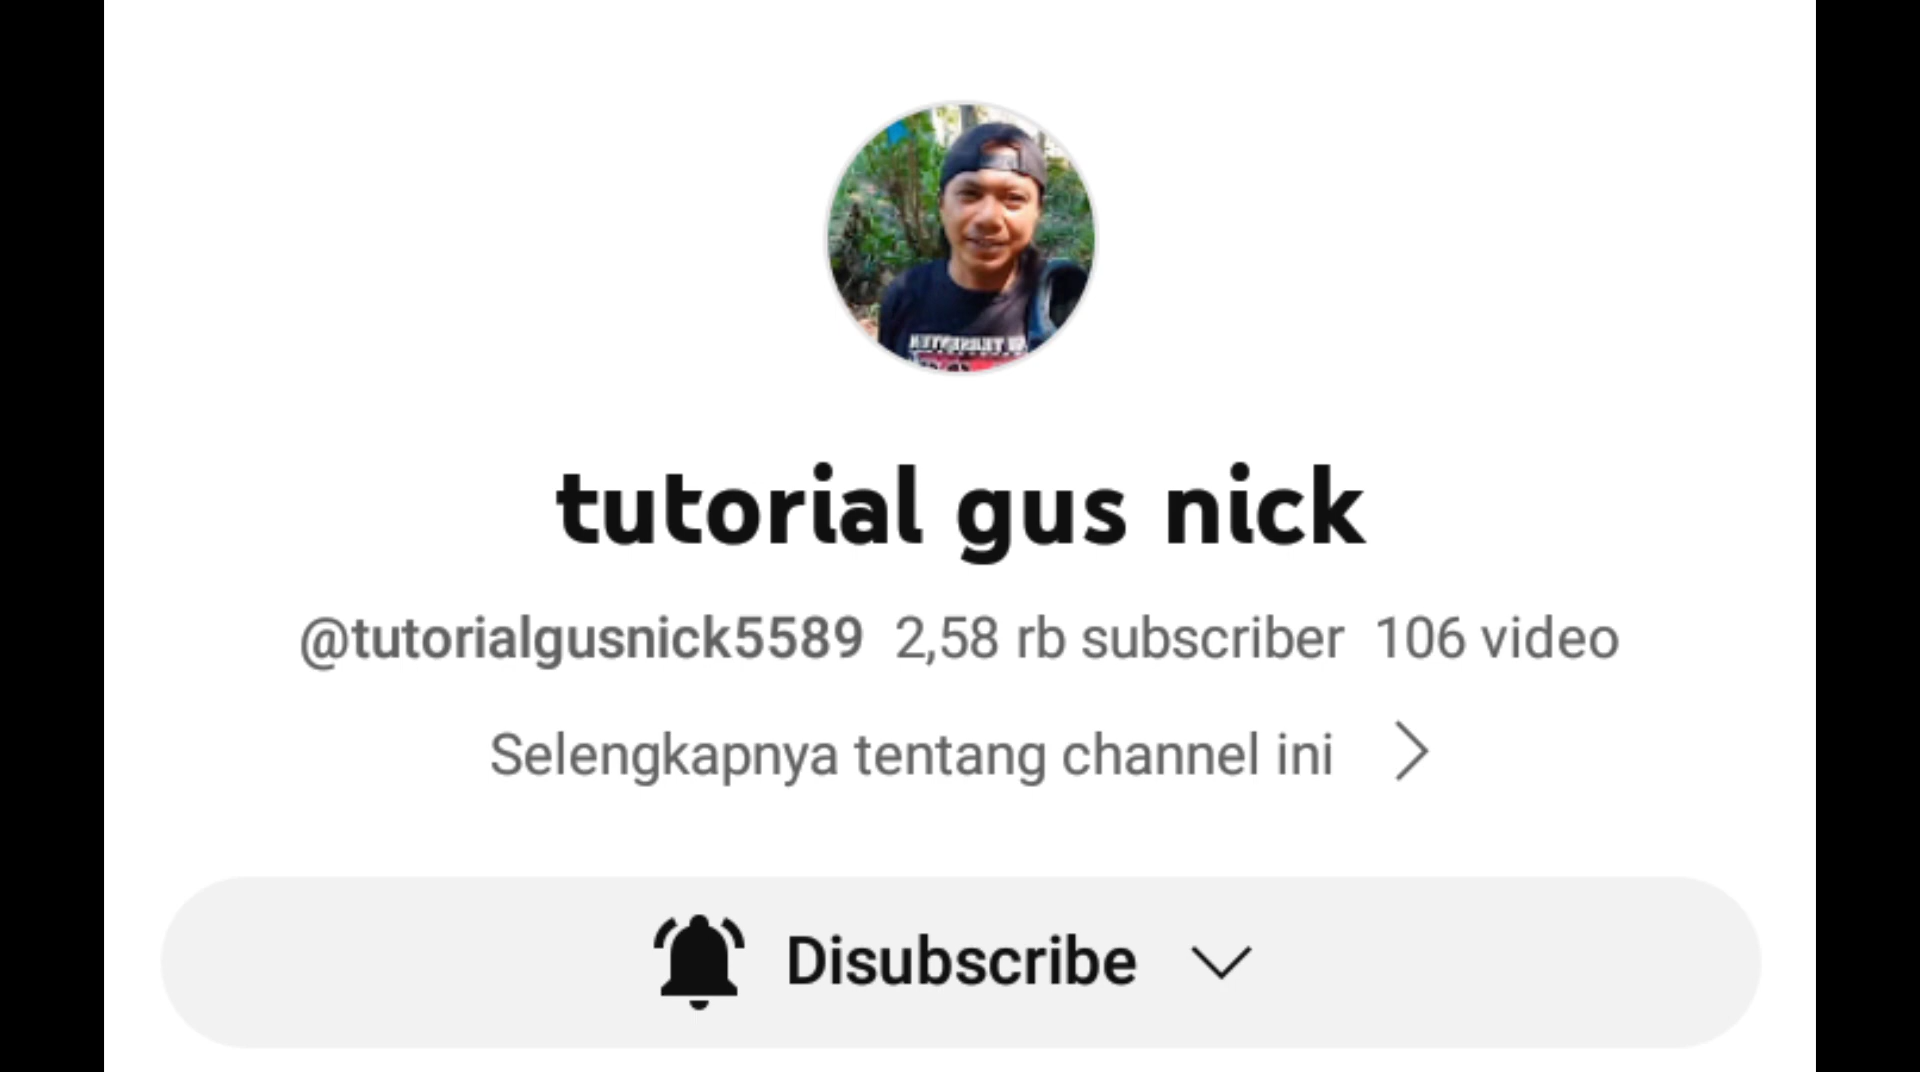 tutorial gus nick
@tutorialgusnick5589 2,58 rb subscriber 106 video
Selengkapnya tentang channel ini
Disubscribe